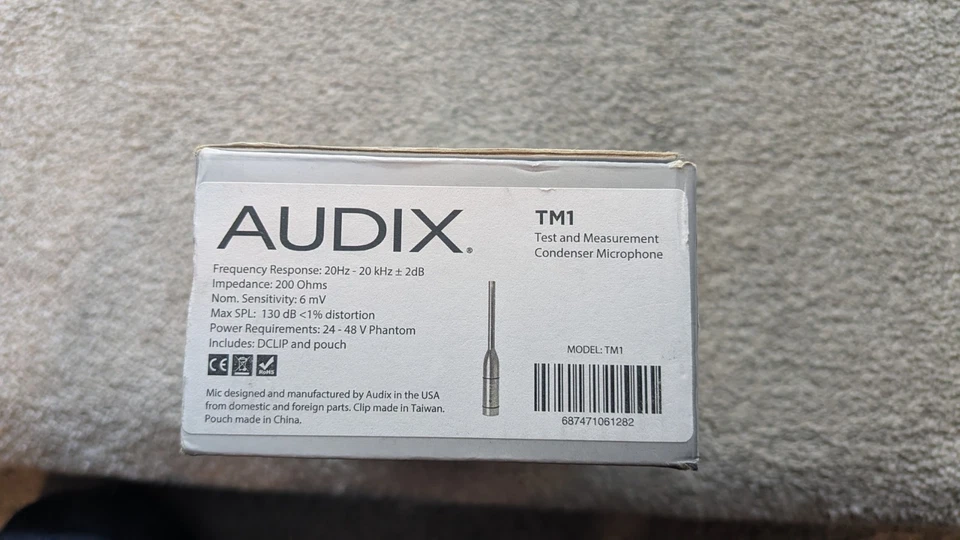 AUDIX®
Frequency Response: 20Hz - 20 kHz ± 2dB
Impedance: 200 Ohms
Nom. Sensitivity: 6 mV
Max SPL: 130 dB <1% distortion
Power Requirements: 24 - 48 V Phantom
Includes: DCLIP and pouch
CE RoHS
Mic designed and manufactured by Audix in the USA
from domestic and foreign parts. Clip made in Taiwan.
Pouch made in China.
TM1
Test and Measurement
Condenser Microphone
MODEL: TM1
687471061282